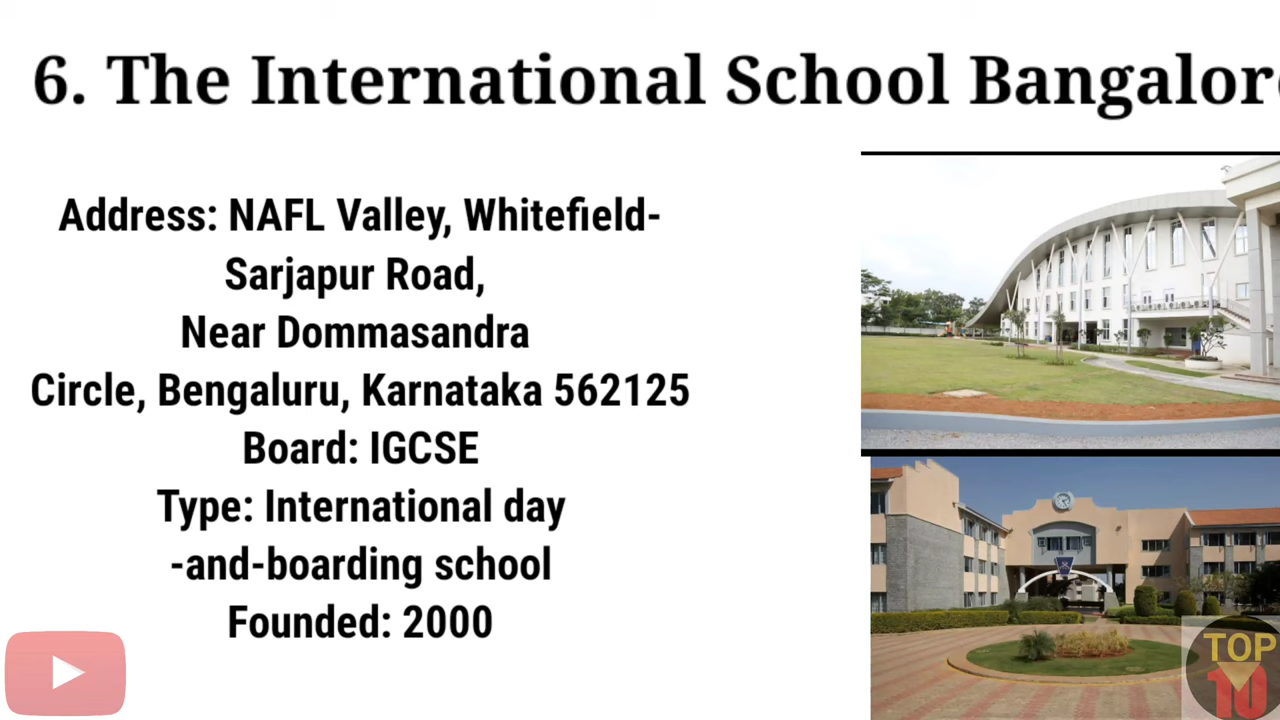 6. The International School Bangalore
Address: NAFL Valley, Whitefield-
Sarjapur Road,
Near Dommasandra
Circle, Bengaluru, Karnataka 562125
Board: IGCSE
Type: International day
-and-boarding school
Founded: 2000
TOP
10